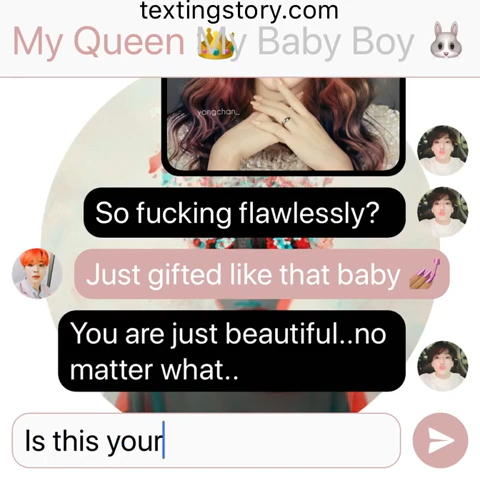 textingstory.com
My Queen 👑 My Baby Boy 🐰
yongchan_
So fucking flawlessly?
Just gifted like that baby 💅🏽
You are just beautiful..no
matter what..
Is this your